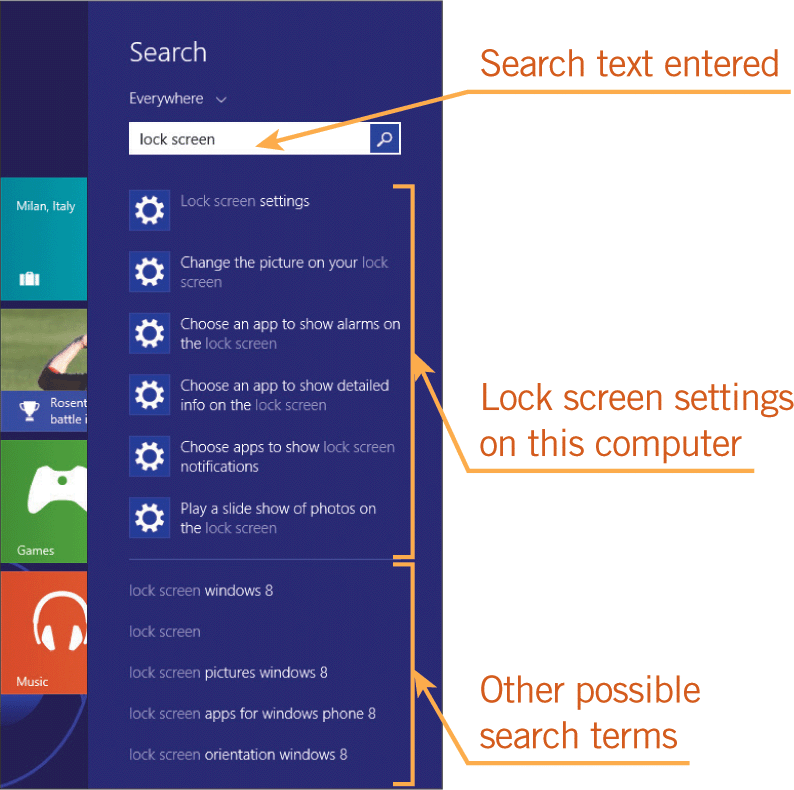 Search
Everywhere
lock screen
Search text entered
Milan, Italy
Rosent
battle i
Games
Music
Lock screen settings
Change the picture on your lock
screen
Choose an app to show alarms on
the lock screen
Choose an app to show detailed
info on the lock screen
Choose apps to show lock screen
notifications
Play a slide show of photos on
the lock screen
Lock screen settings
on this computer
lock screen windows 8
lock screen
lock screen pictures windows 8
lock screen apps for windows phone 8
lock screen orientation windows 8
Other possible
search terms